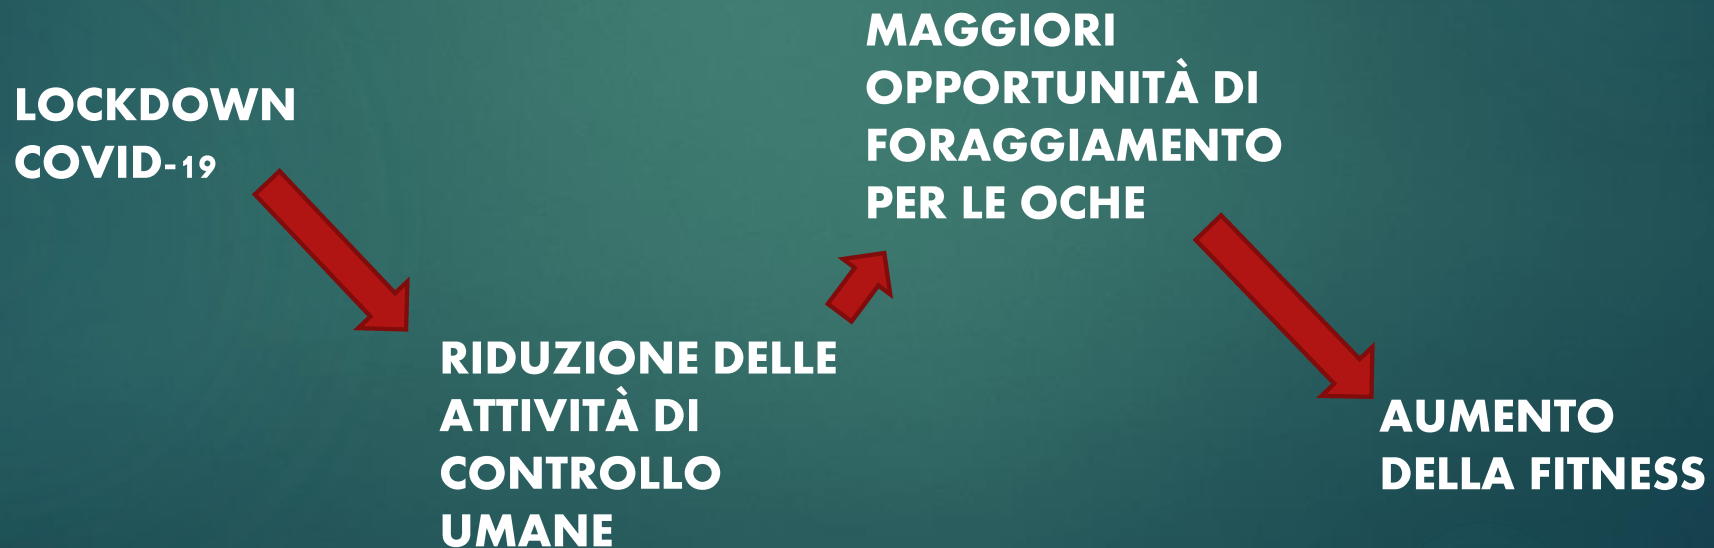 LOCKDOWN
COVID-19
RIDUZIONE DELLE
ATTIVITÀ DI
CONTROLLO
UMANE
MAGGIORI
OPPORTUNITÀ DI
FORAGGIAMENTO
PER LE OCHE
AUMENTO
DELLA FITNESS